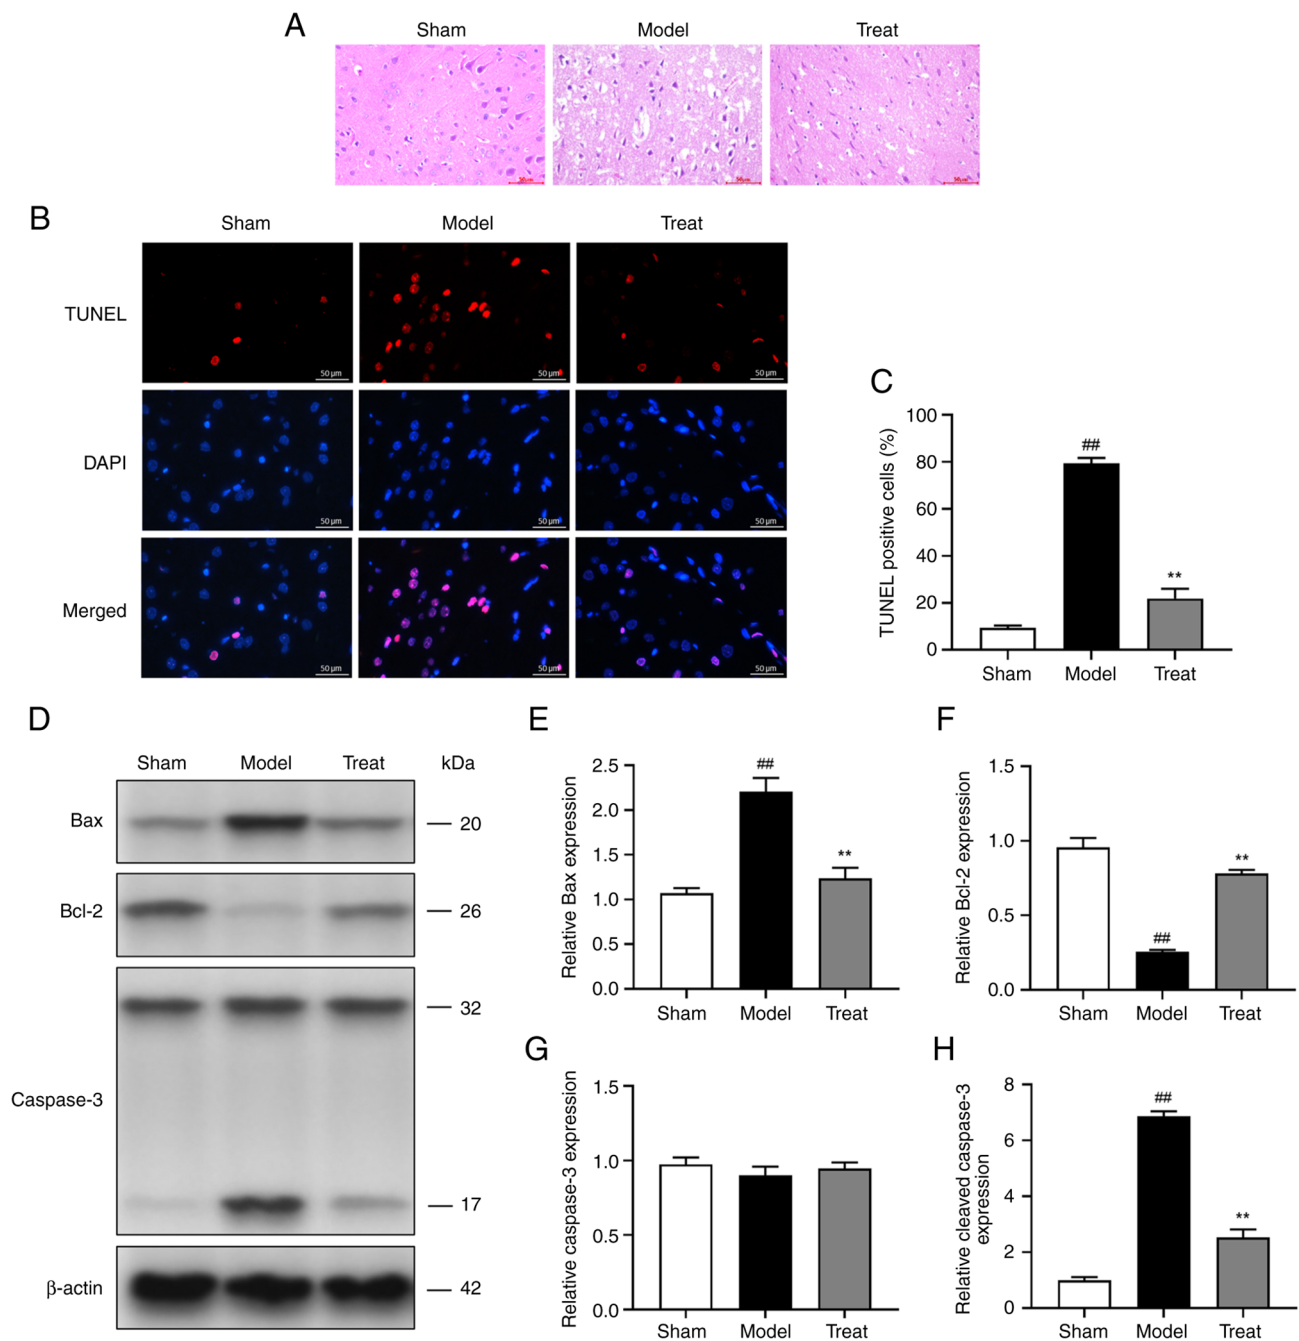 A
Sham Model Treat
50μm 50μm 50μm
B
Sham Model Treat
TUNEL
50 μm 50 μm 50 μm
DAPI
50 μm 50 μm 50 μm
Merged
50 μm 50 μm 50 μm
C
TUNEL positive cells (%)
100
80
60
40
20
0
##
**
Sham Model Treat
D
Sham Model Treat kDa
Bax 20
Bcl-2 26
32
Caspase-3
17
β-actin 42
E
Relative Bax expression
2.5
2.0
1.5
1.0
0.5
0.0
##
**
Sham Model Treat
F
Relative Bcl-2 expression
1.5
1.0
0.5
0.0
##
**
Sham Model Treat
G
Relative caspase-3 expression
1.5
1.0
0.5
0.0
Sham Model Treat
H
Relative cleaved caspase-3
expression
8
6
4
2
0
##
**
Sham Model Treat